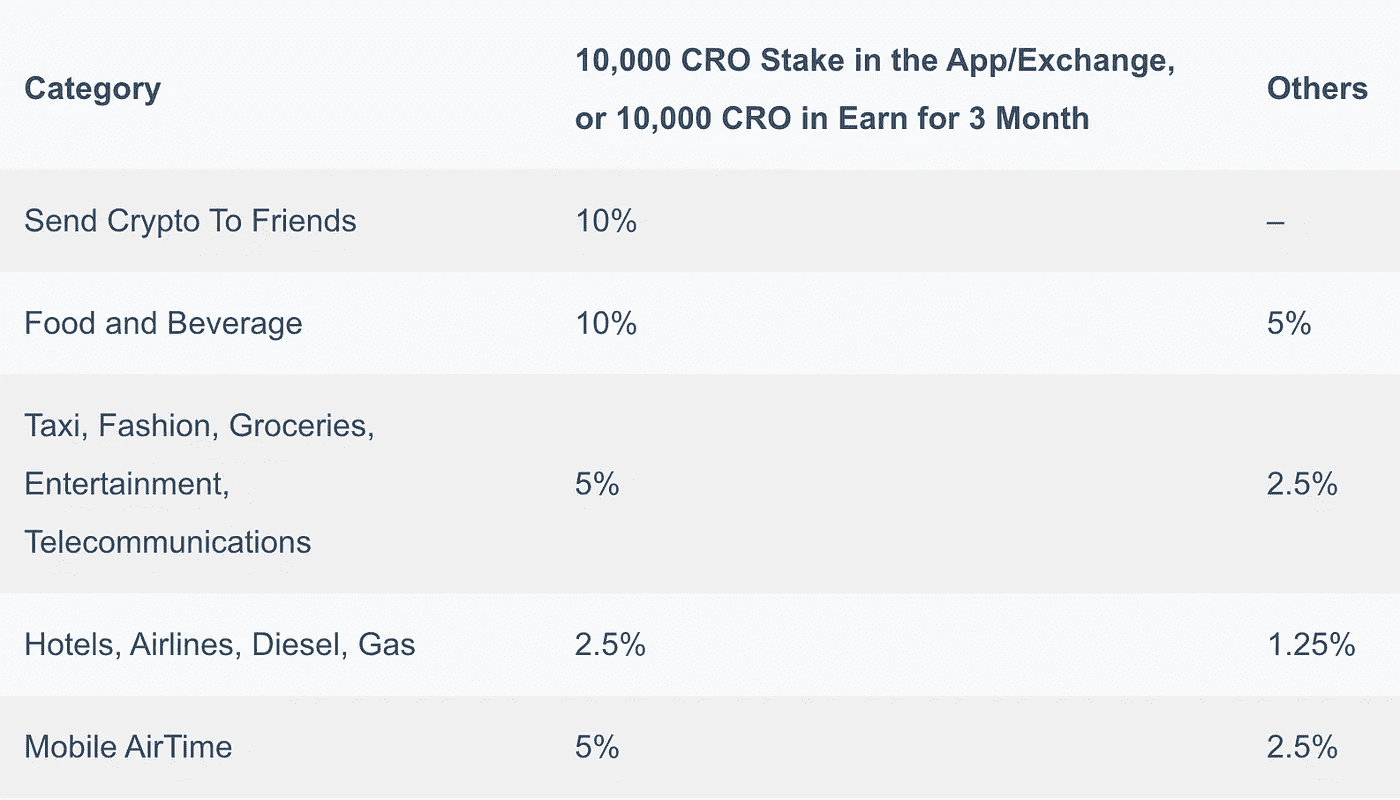 Category
10,000 CRO Stake in the App/Exchange,
or 10,000 CRO in Earn for 3 Month
Others
Send Crypto To Friends
10%
–
Food and Beverage
10%
5%
Taxi, Fashion, Groceries,
Entertainment,
Telecommunications
5%
2.5%
Hotels, Airlines, Diesel, Gas
2.5%
1.25%
Mobile AirTime
5%
2.5%